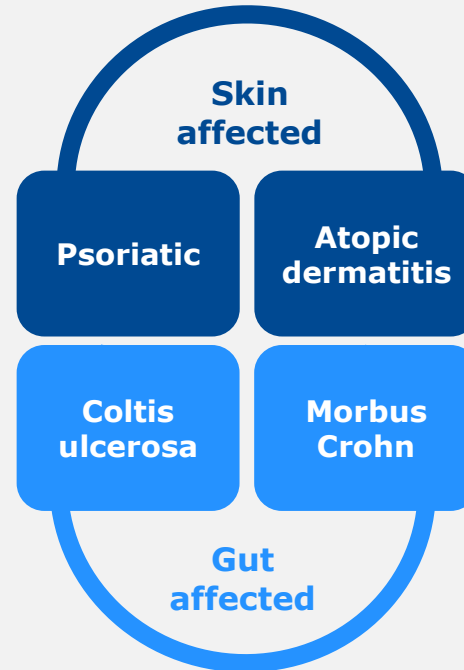 Skin
affected
Psoriatic
Atopic
dermatitis
Coltis
ulcerosa
Morbus
Crohn
Gut
affected